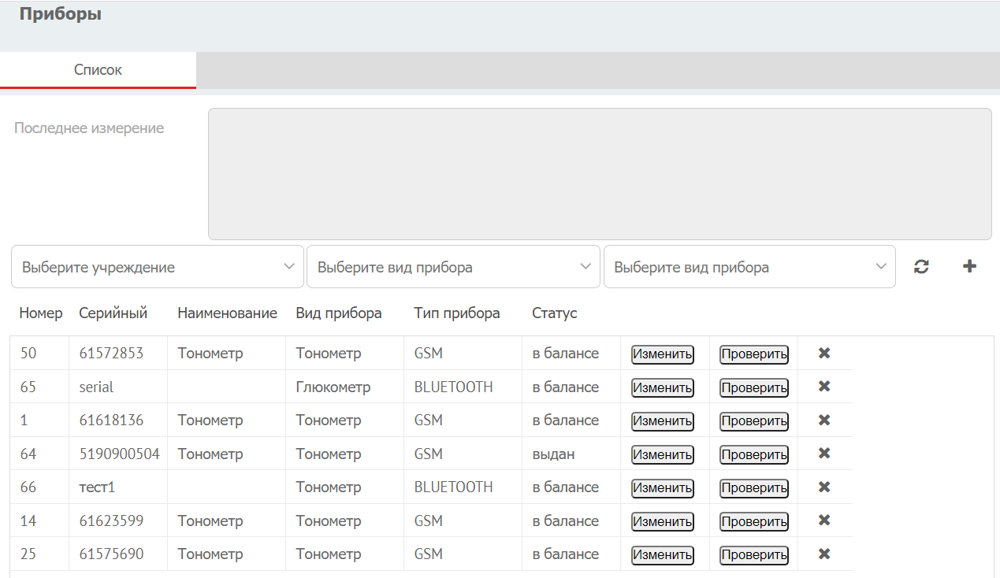 Приборы
Список
Последнее измерение
Выберите учреждение Выберите вид прибора Выберите вид прибора
Номер Серийный Наименование Вид прибора Тип прибора Статус
50 61572853 Тонометр Тонометр GSM в балансе Изменить Проверить
65 serial Глюкометр BLUETOOTH в балансе Изменить Проверить
1 61618136 Тонометр Тонометр GSM в балансе Изменить Проверить
64 5190900504 Тонометр Тонометр GSM выдан Изменить Проверить
66 тест1 Тонометр BLUETOOTH в балансе Изменить Проверить
14 61623599 Тонометр Тонометр GSM в балансе Изменить Проверить
25 61575690 Тонометр Тонометр GSM в балансе Изменить Проверить